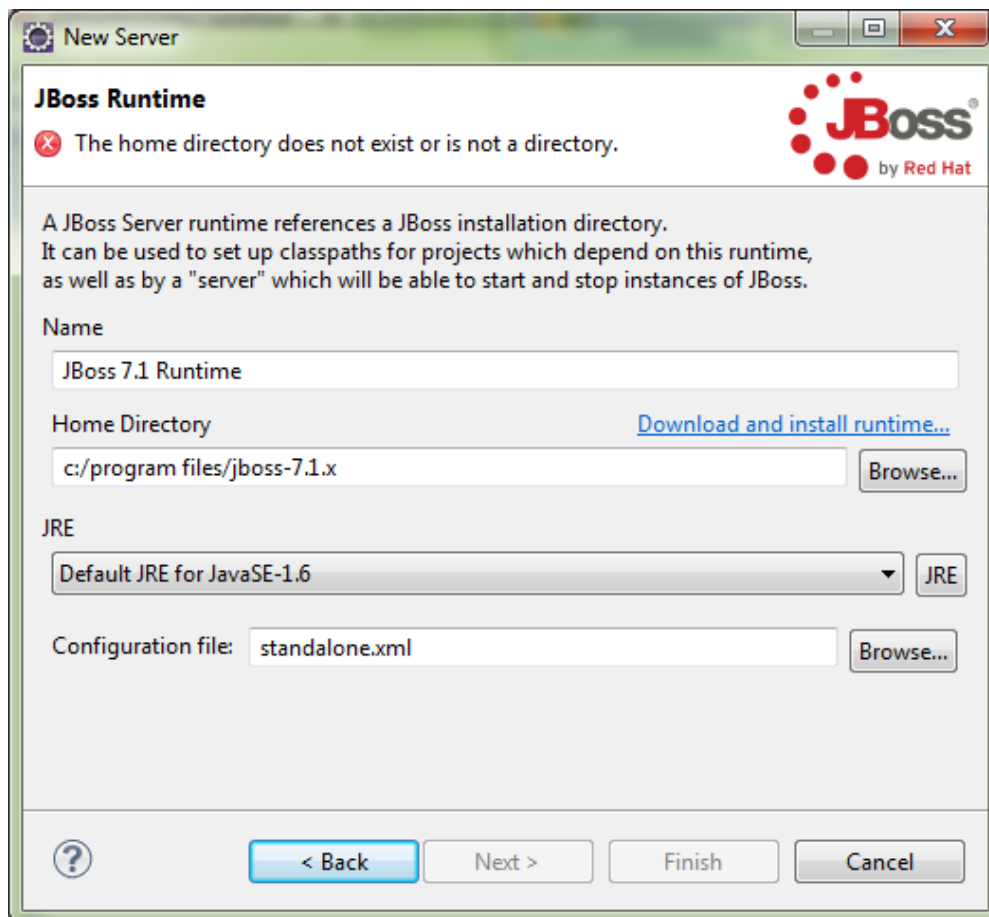 New Server
JBoss Runtime
The home directory does not exist or is not a directory.
JBoss®
by Red Hat
A JBoss Server runtime references a JBoss installation directory.
It can be used to set up classpaths for projects which depend on this runtime,
as well as by a "server" which will be able to start and stop instances of JBoss.
Name
JBoss 7.1 Runtime
Home Directory
Download and install runtime...
c:/program files/jboss-7.1.x
Browse...
JRE
Default JRE for JavaSE-1.6
JRE
Configuration file:
standalone.xml
Browse...
?
< Back
Next >
Finish
Cancel